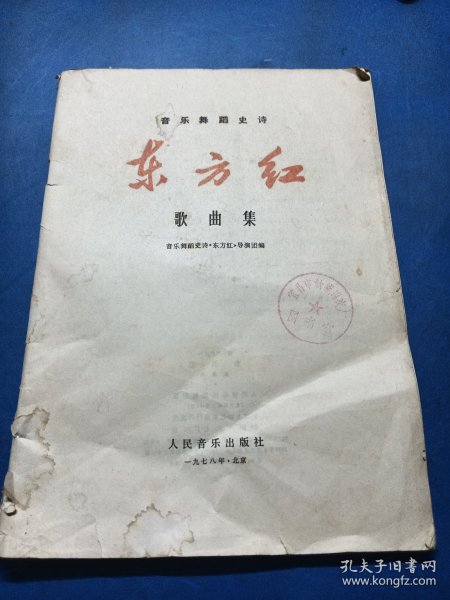 音乐舞蹈史诗
东方红
歌曲集
音乐舞蹈史诗《东方红》导演团编
人民音乐出版社
一九七八年·北京
孔夫子旧书网
www.kongfz.com